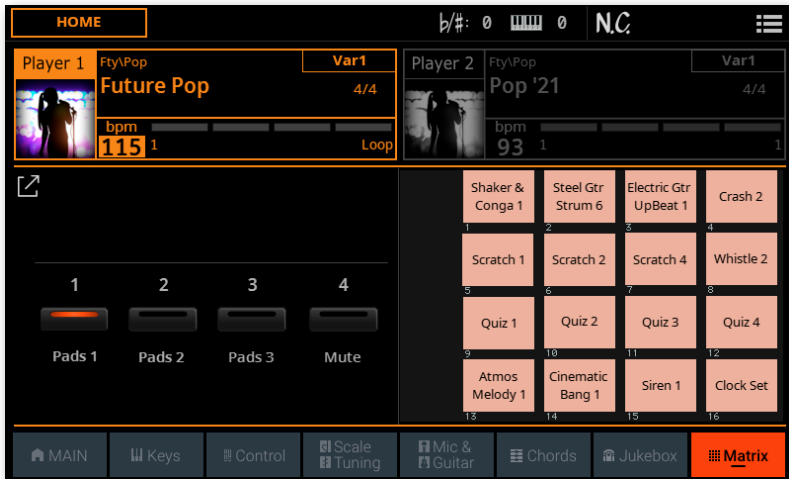 HOME
b/#: 0
0
N.C.
Player 1
Fty\Pop
Var1
Future Pop
4/4
bpm
115
1
Loop
Player 2
Fty\Pop
Var1
Pop '21
4/4
bpm
93
1
1
1
2
3
4
Pads 1
Pads 2
Pads 3
Mute
Shaker &
Conga 1
1
Steel Gtr
Strum 6
2
Electric Gtr
UpBeat 1
3
Crash 2
4
Scratch 1
5
Scratch 2
6
Scratch 4
7
Whistle 2
8
Quiz 1
9
Quiz 2
10
Quiz 3
11
Quiz 4
12
Atmos
Melody 1
13
Cinematic
Bang 1
14
Siren 1
15
Clock Set
16
MAIN
Keys
Control
Scale
Tuning
Mic &
Guitar
Chords
Jukebox
Matrix